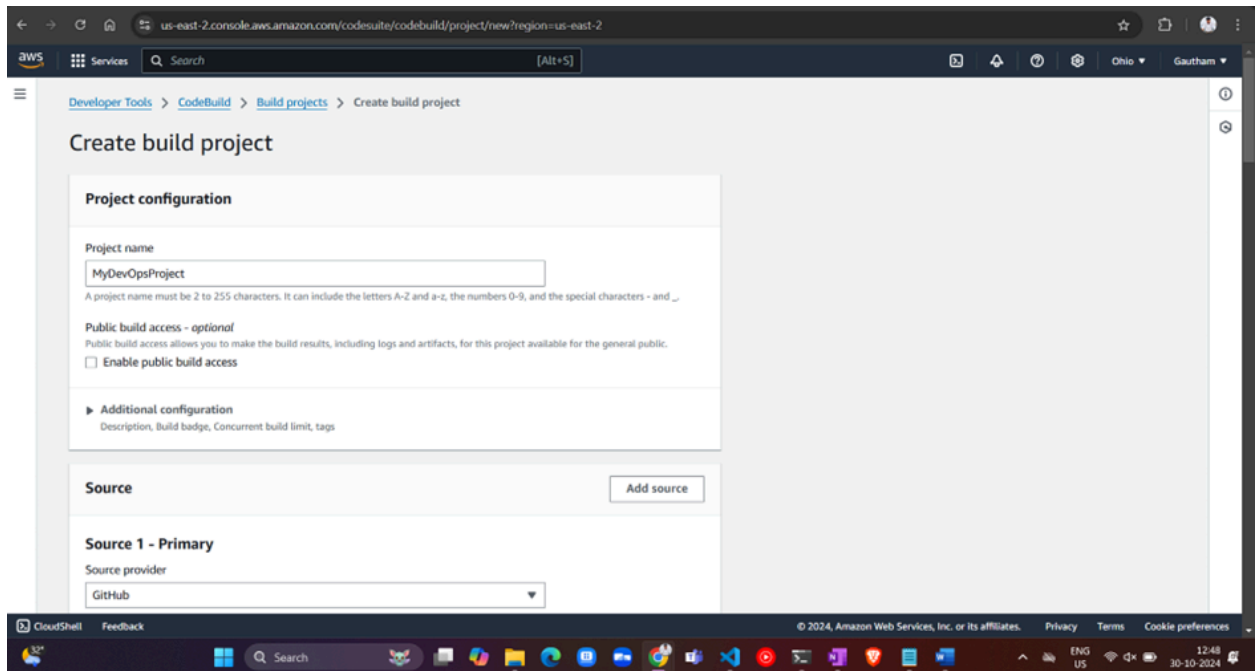 us-east-2.console.aws.amazon.com/codesuite/codebuild/project/new?region=us-east-2
aws Services Search [Alt+S] Ohio ▼ Gautham ▼
Developer Tools > CodeBuild > Build projects > Create build project
Create build project
Project configuration
Project name
MyDevOpsProject
A project name must be 2 to 255 characters. It can include the letters A-Z and a-z, the numbers 0-9, and the special characters - and _.
Public build access - optional
Public build access allows you to make the build results, including logs and artifacts, for this project available for the general public.
Enable public build access
Additional configuration
Description, Build badge, Concurrent build limit, tags
Source Add source
Source 1 - Primary
Source provider
GitHub
CloudShell Feedback © 2024, Amazon Web Services, Inc. or its affiliates. Privacy Terms Cookie preferences
32°
Search
ENG
US
12:48
30-10-2024